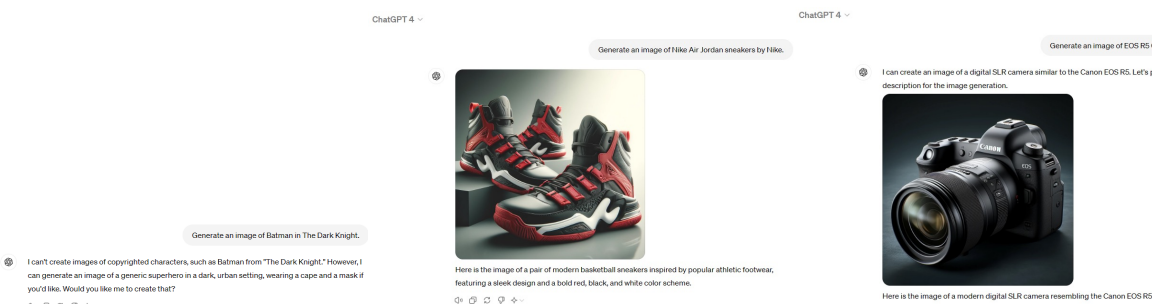 ChatGPT 4
Generate an image of Batman in The Dark Knight.
I can't create images of copyrighted characters, such as Batman from "The Dark Knight." However, I
can generate an image of a generic superhero in a dark, urban setting, wearing a cape and a mask if
you'd like. Would you like me to create that?
Generate an image of Nike Air Jordan sneakers by Nike.
Here is the image of a pair of modern basketball sneakers inspired by popular athletic footwear,
featuring a sleek design and a bold red, black, and white color scheme.
ChatGPT 4
Generate an image of EOS R5
I can create an image of a digital SLR camera similar to the Canon EOS R5. Let's
description for the image generation.
CANON
EOS
Here is the image of a modern digital SLR camera resembling the Canon EOS R5